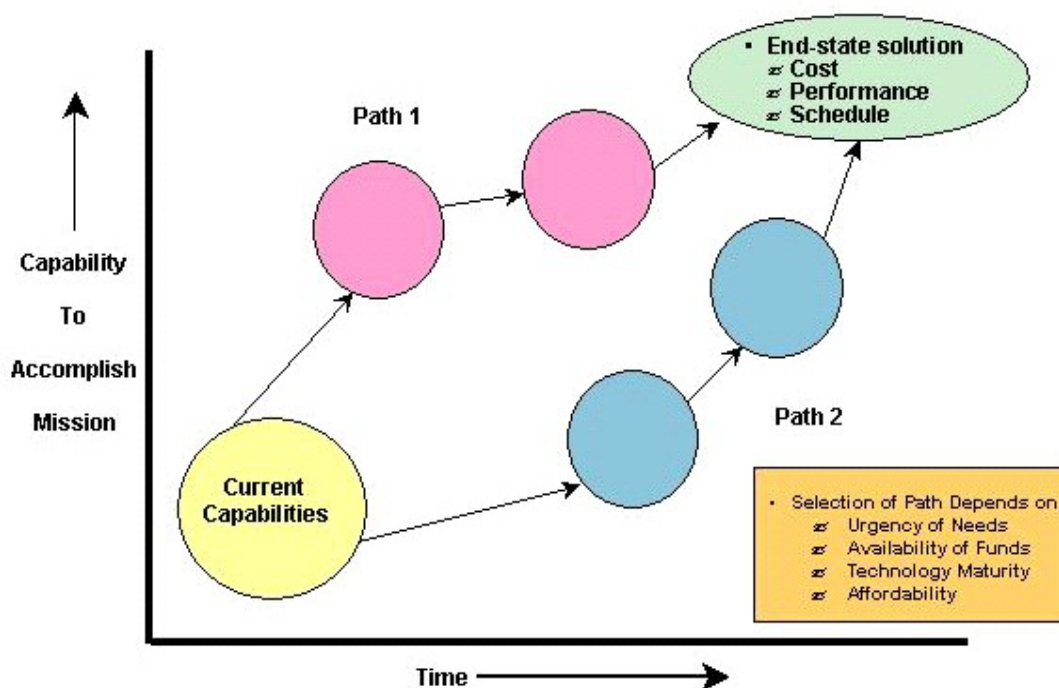 • End-state solution
Cost
Performance
Schedule
Path 1
Capability
To
Accomplish
Mission
Current
Capabilities
Path 2
• Selection of Path Depends on
Urgency of Needs
Availability of Funds
Technology Maturity
Affordability
Time